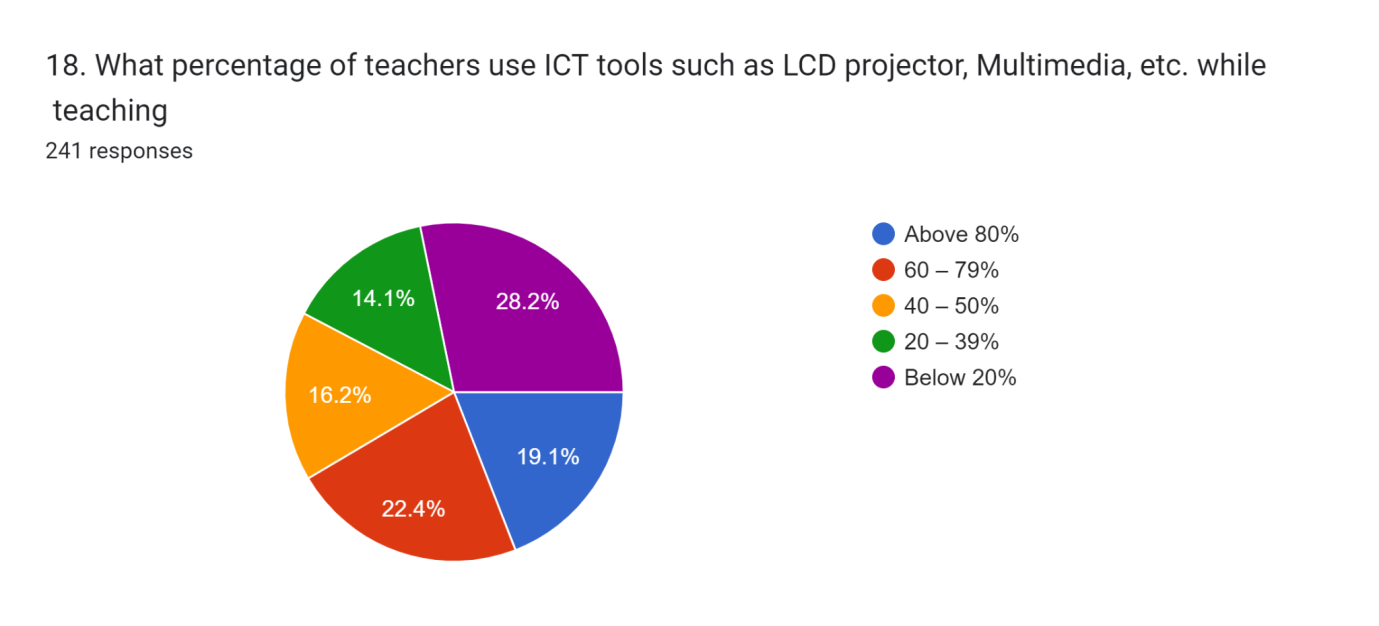 18. What percentage of teachers use ICT tools such as LCD projector, Multimedia, etc. while
teaching
241 responses
Above 80%
60 – 79%
40 – 50%
20 – 39%
Below 20%
14.1%
28.2%
16.2%
19.1%
22.4%